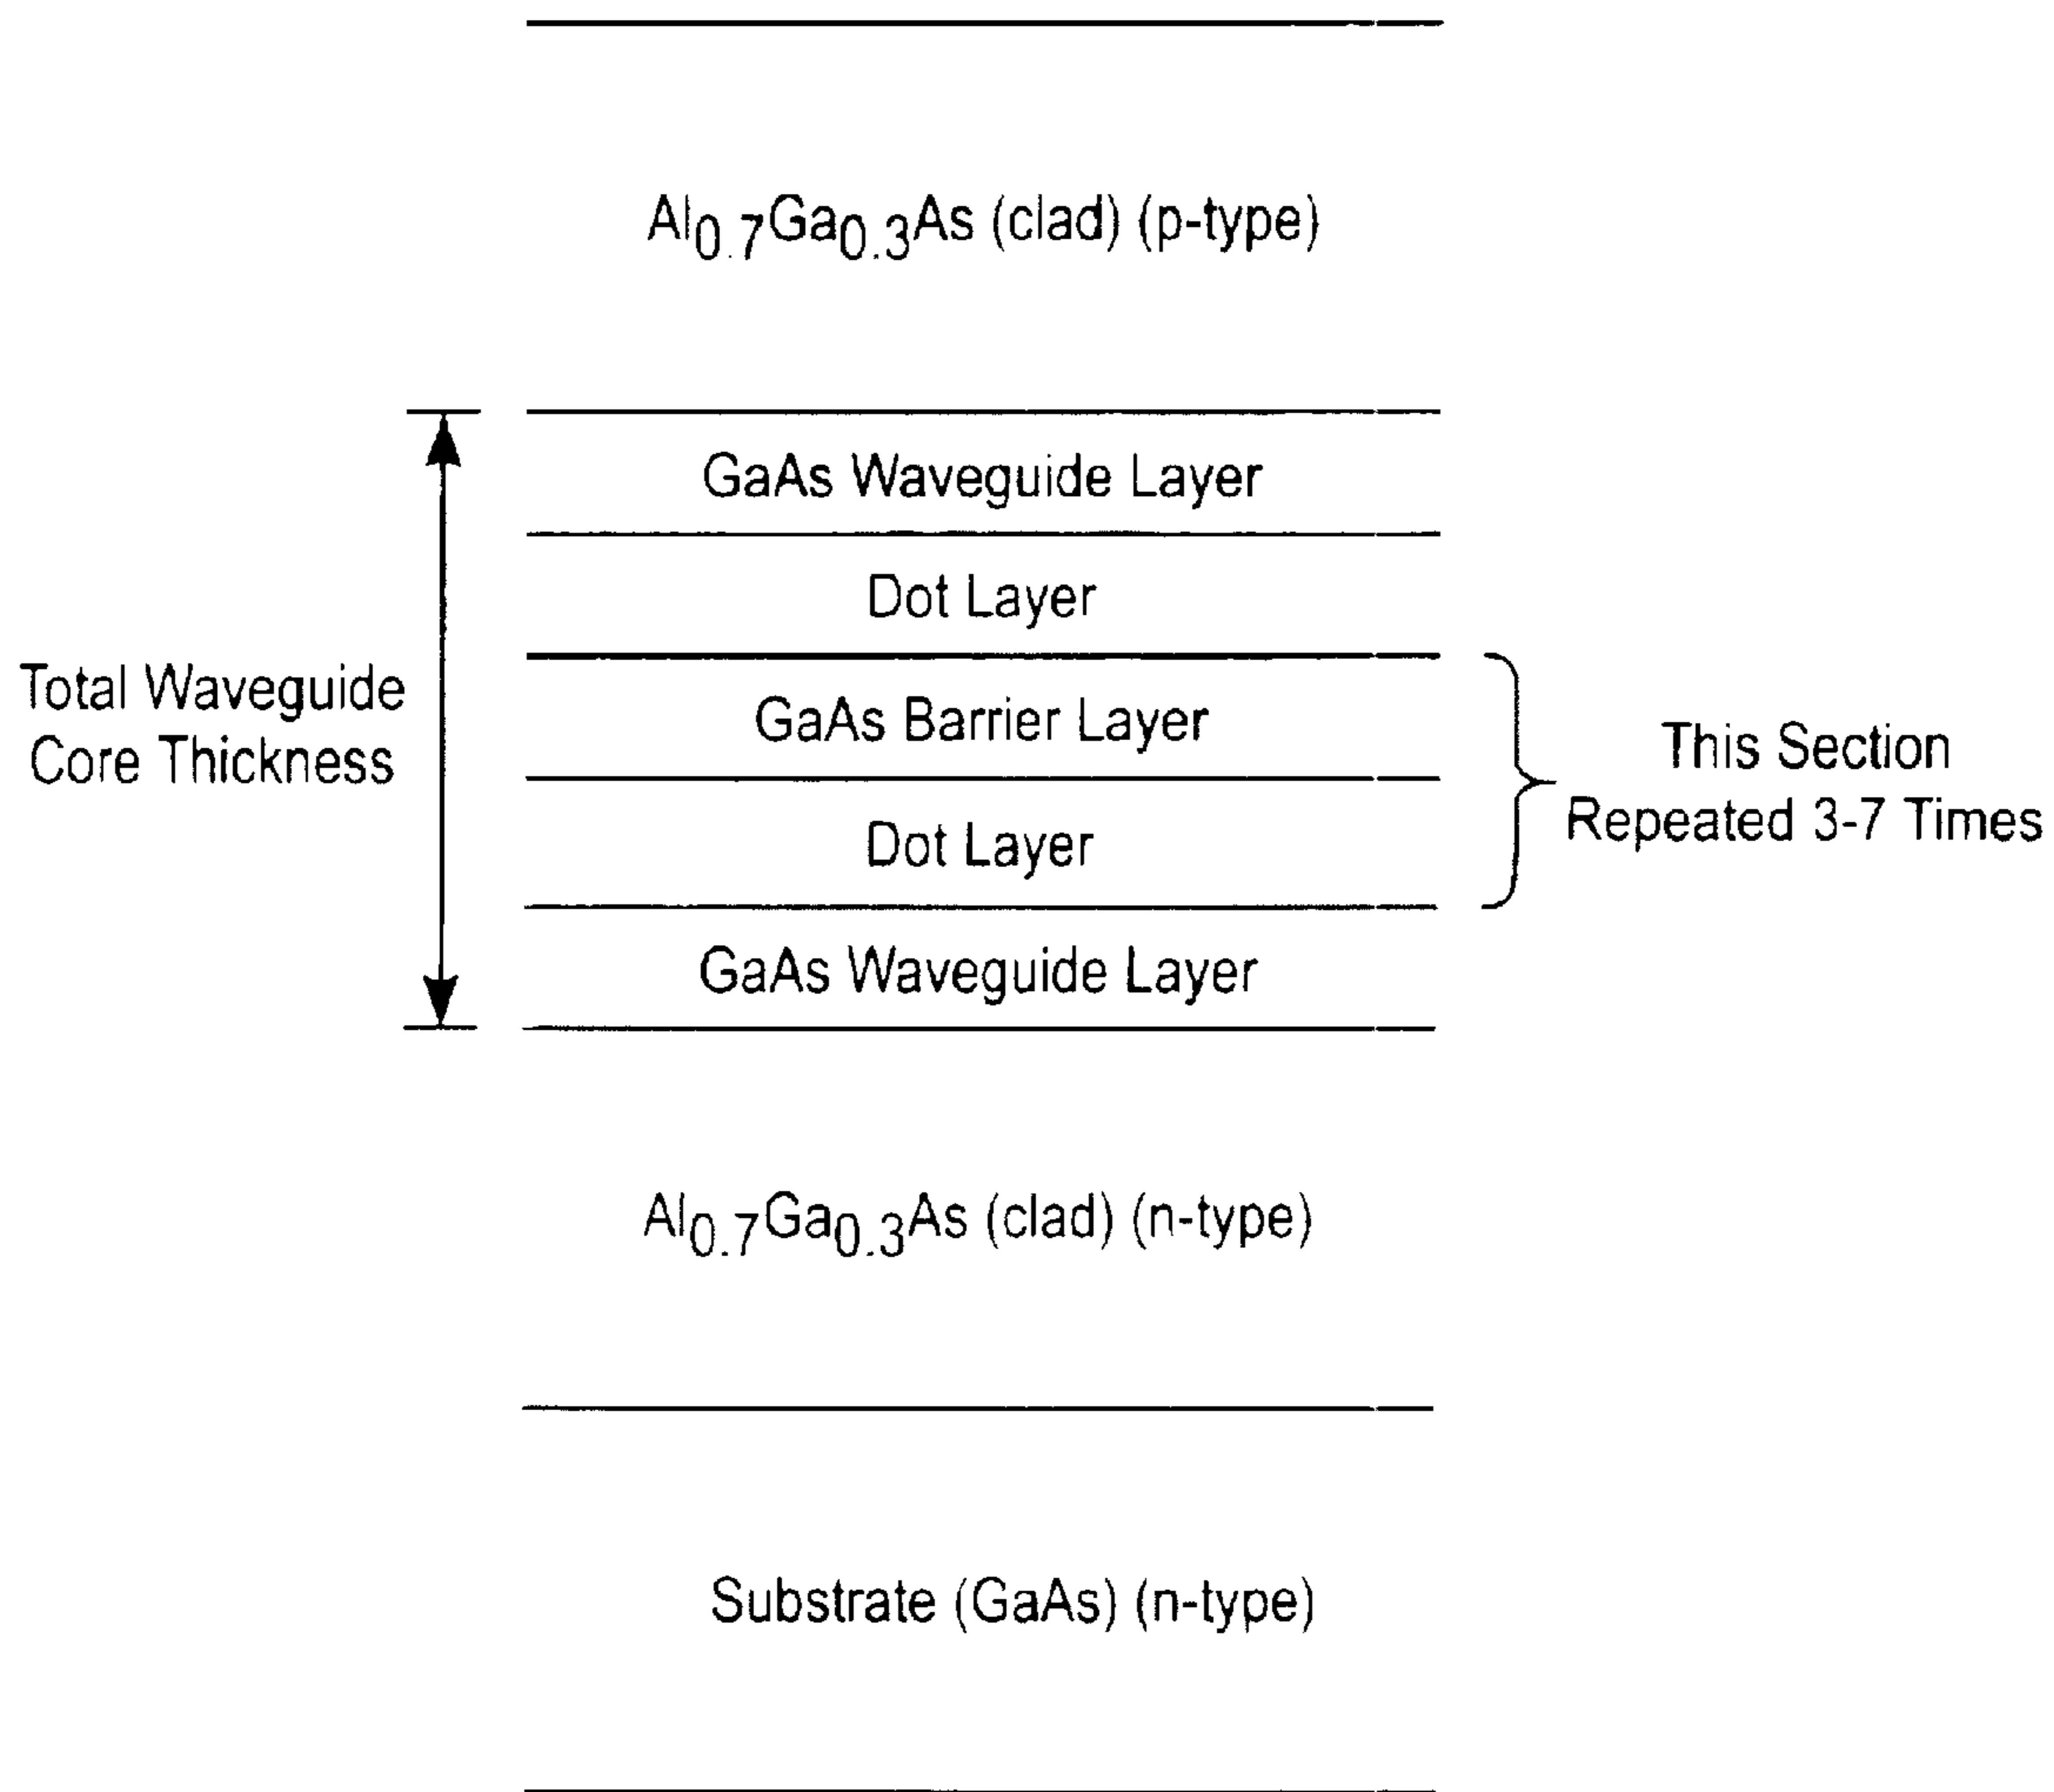 Al0.7Ga0.3As (clad) (p-type)
GaAs Waveguide Layer
Dot Layer
Total Waveguide
Core Thickness
GaAs Barrier Layer
This Section
Repeated 3-7 Times
Dot Layer
GaAs Waveguide Layer
Al0.7Ga0.3As (clad) (n-type)
Substrate (GaAs) (n-type)